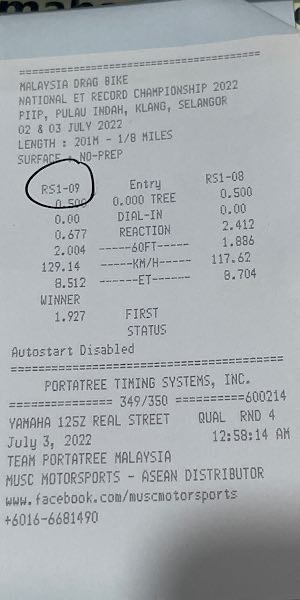 ========================================
MALAYSIA DRAG BIKE
NATIONAL ET RECORD CHAMPIONSHIP 2022
PIIP, PULAU INDAH, KLANG, SELANGOR
02 & 03 JULY 2022
LENGTH : 201M - 1/8 MILES
SURFACE : NO-PREP
RS1-09 Entry RS1-08
0.500 0.000 TREE 0.500
0.00 DIAL-IN 0.00
0.677 REACTION 2.412
2.004 -----60FT----- 1.886
129.14 -----KM/H----- 117.62
8.512 ------ET------ 8.704
WINNER
1.927 FIRST
STATUS
Autostart Disabled
========================================
PORTATREE TIMING SYSTEMS, INC.
=============== 349/350 ==========600214
YAMAHA 125Z REAL STREET QUAL RND 4
July 3, 2022 12:58:14 AM
TEAM PORTATREE MALAYSIA
MUSC MOTORSPORTS - ASEAN DISTRIBUTOR
www.facebook.com/muscmotorsports
+6016-6681490